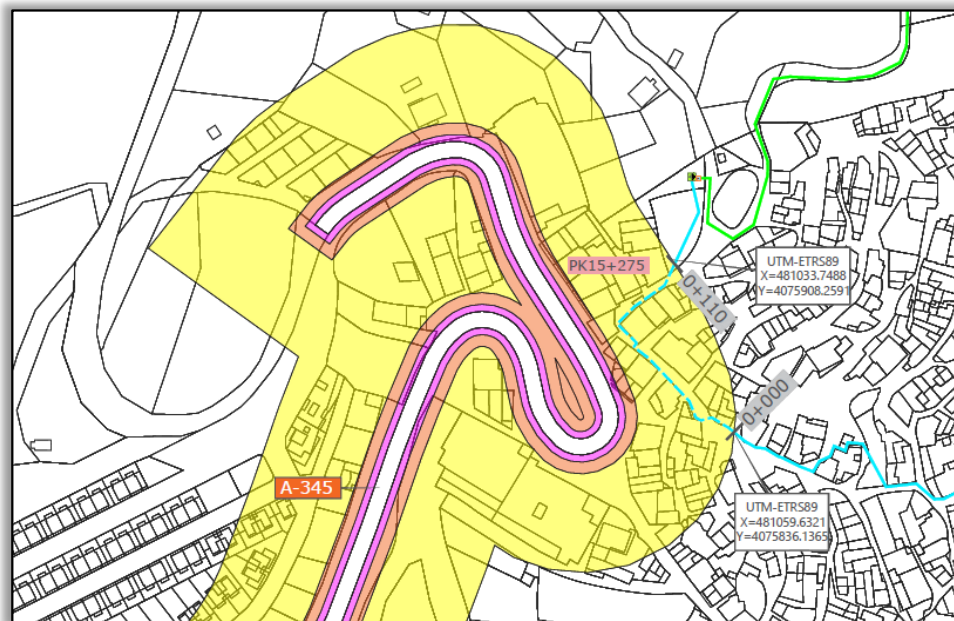 UTM-ETRS89
X=481033.7488
Y=4075908.2591
PK15+275
0+110
0+000
A-345
UTM-ETRS89
X=481059.6321
Y=4075836.1365